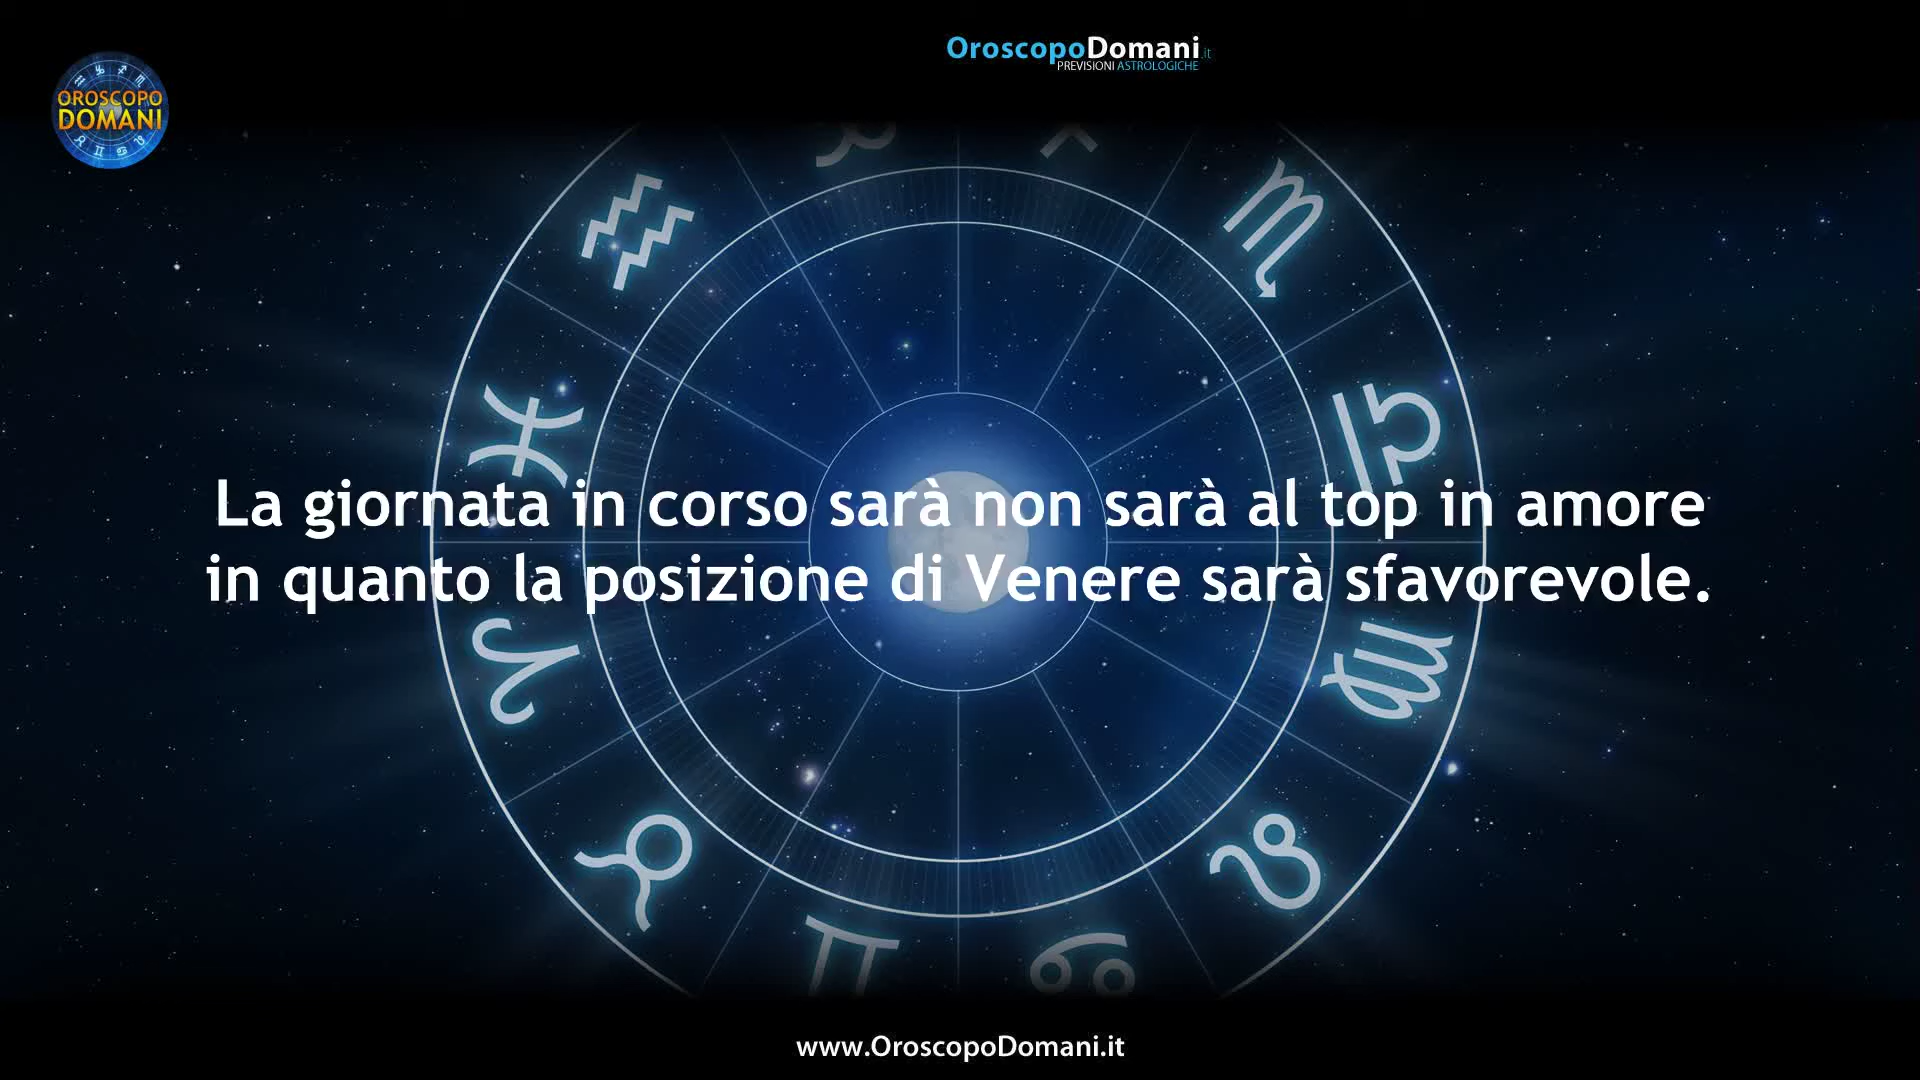 OroscopoDomani.it
PREVISIONI ASTROLOGICHE
OROSCOPO
DOMANI
La giornata in corso sarà non sarà al top in amore
in quanto la posizione di Venere sarà sfavorevole.
www.OroscopoDomani.it